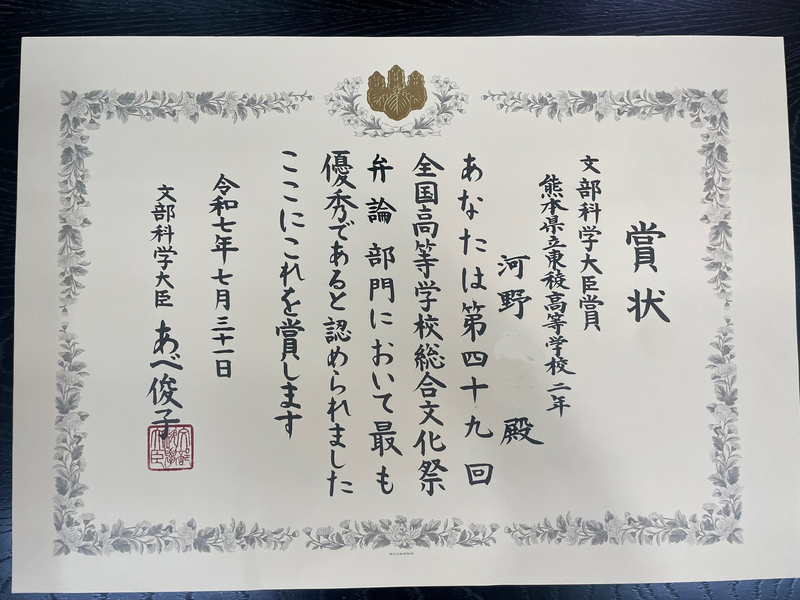 賞状
文部科学大臣賞
熊本県立東稜高等学校二年
河野 殿
あなたは第四十九回
全国高等学校総合文化祭
弁論部門において最も
優秀であると認められました
ここにこれを賞します
令和七年七月三十一日
文部科学大臣 あべ俊子